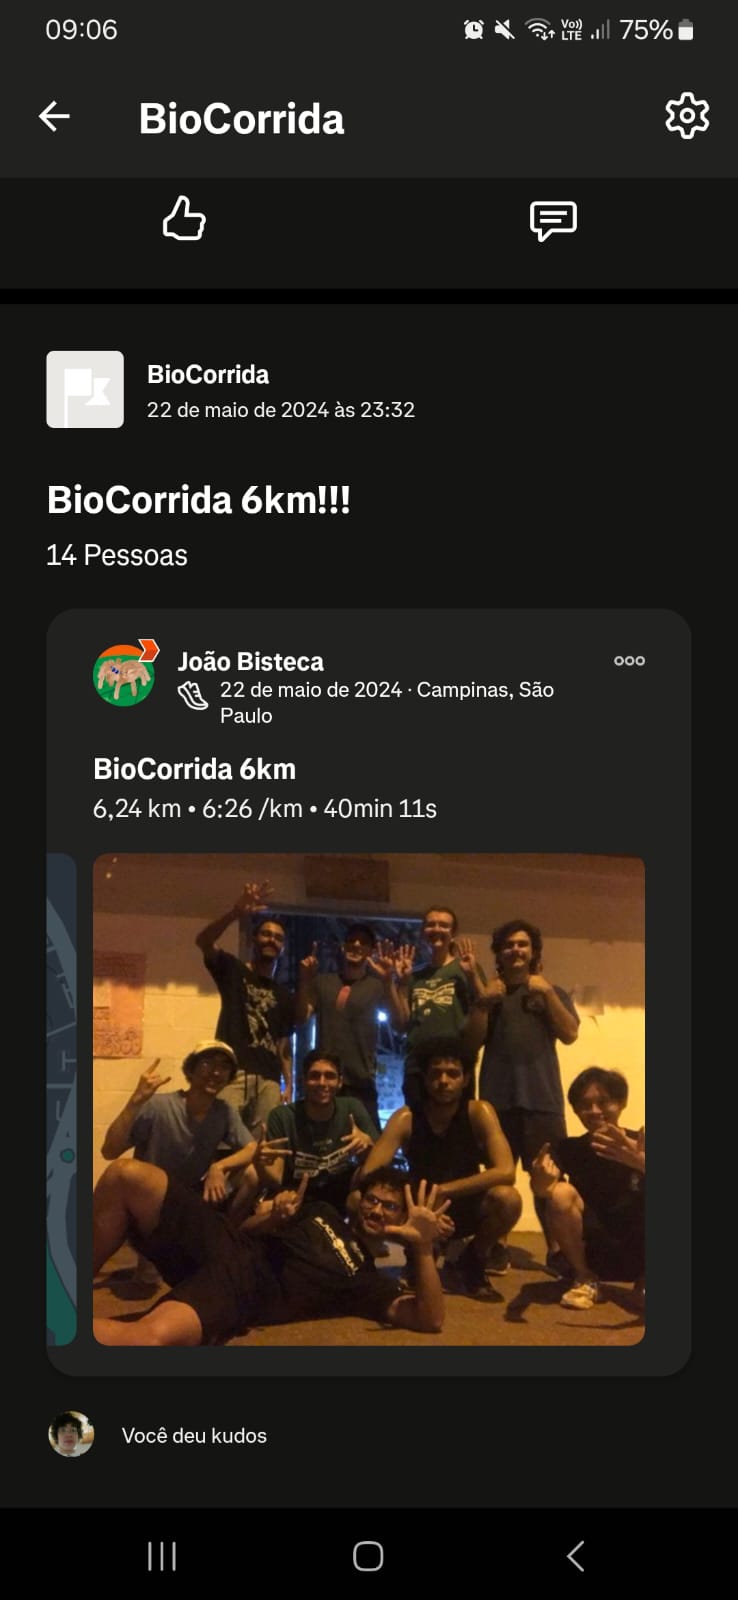 09:06
Vo)) LTE
75%
BioCorrida
BioCorrida
22 de maio de 2024 às 23:32
BioCorrida 6km!!!
14 Pessoas
João Bisteca
22 de maio de 2024 · Campinas, São
Paulo
BioCorrida 6km
6,24 km • 6:26 /km • 40min 11s
Você deu kudos